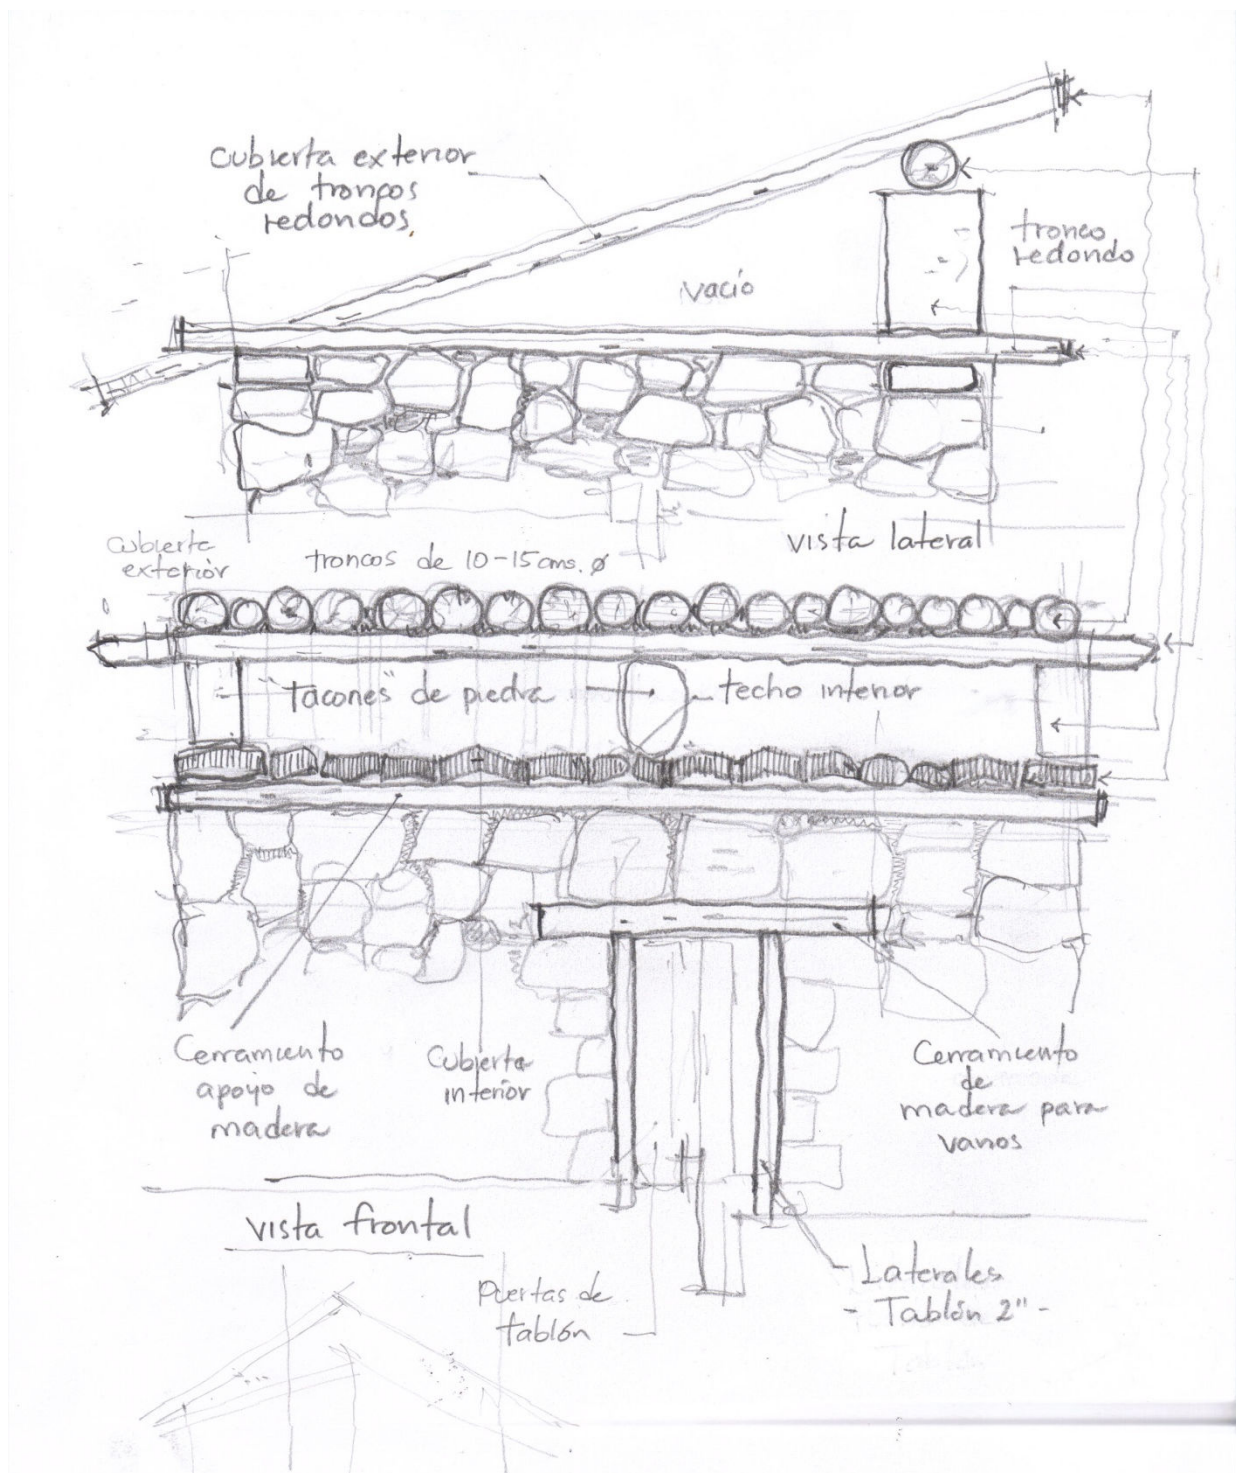 cubierta exterior
de troncos
redondos.
tronco
redondo
vacío
vista lateral
cubierta
exterior
troncos de 10-15 cms. ø
"tacones" de piedra
techo interior
Cerramiento
apoyo de
madera
Cubierta
interior
Cerramiento
de
madera para
vanos
vista frontal
Puertas de
tablón
Laterales
- Tablón 2" -